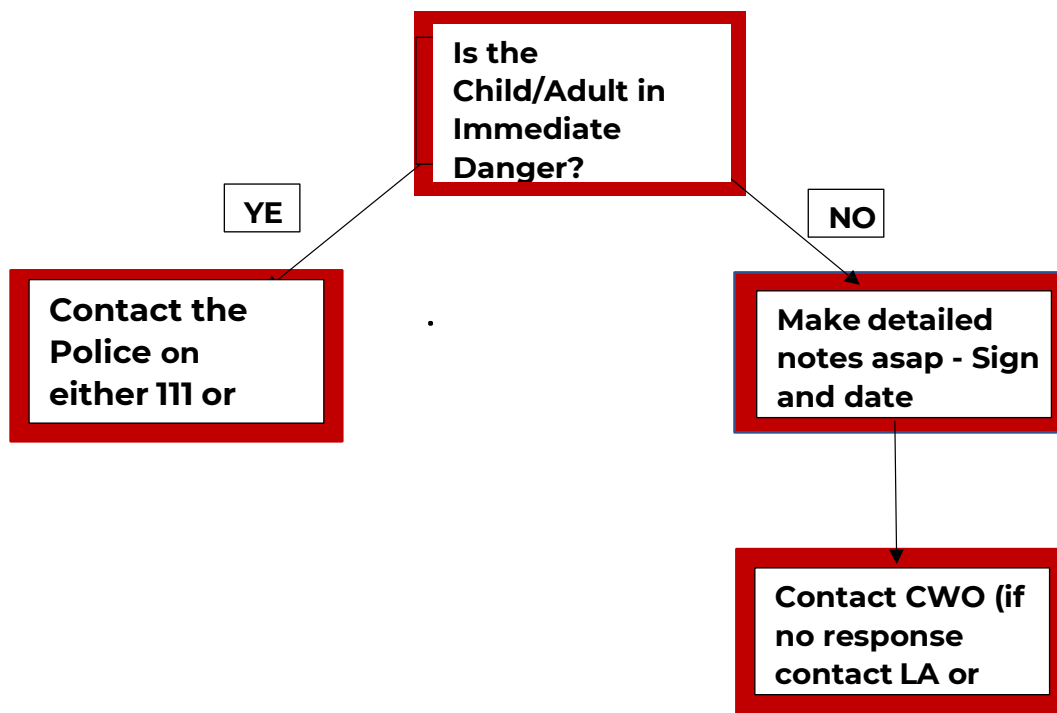 Is the
Child/Adult in
Immediate
Danger?
YE
NO
Contact the
Police on
either 111 or
Make detailed
notes asap - Sign
and date
Contact CWO (if
no response
contact LA or